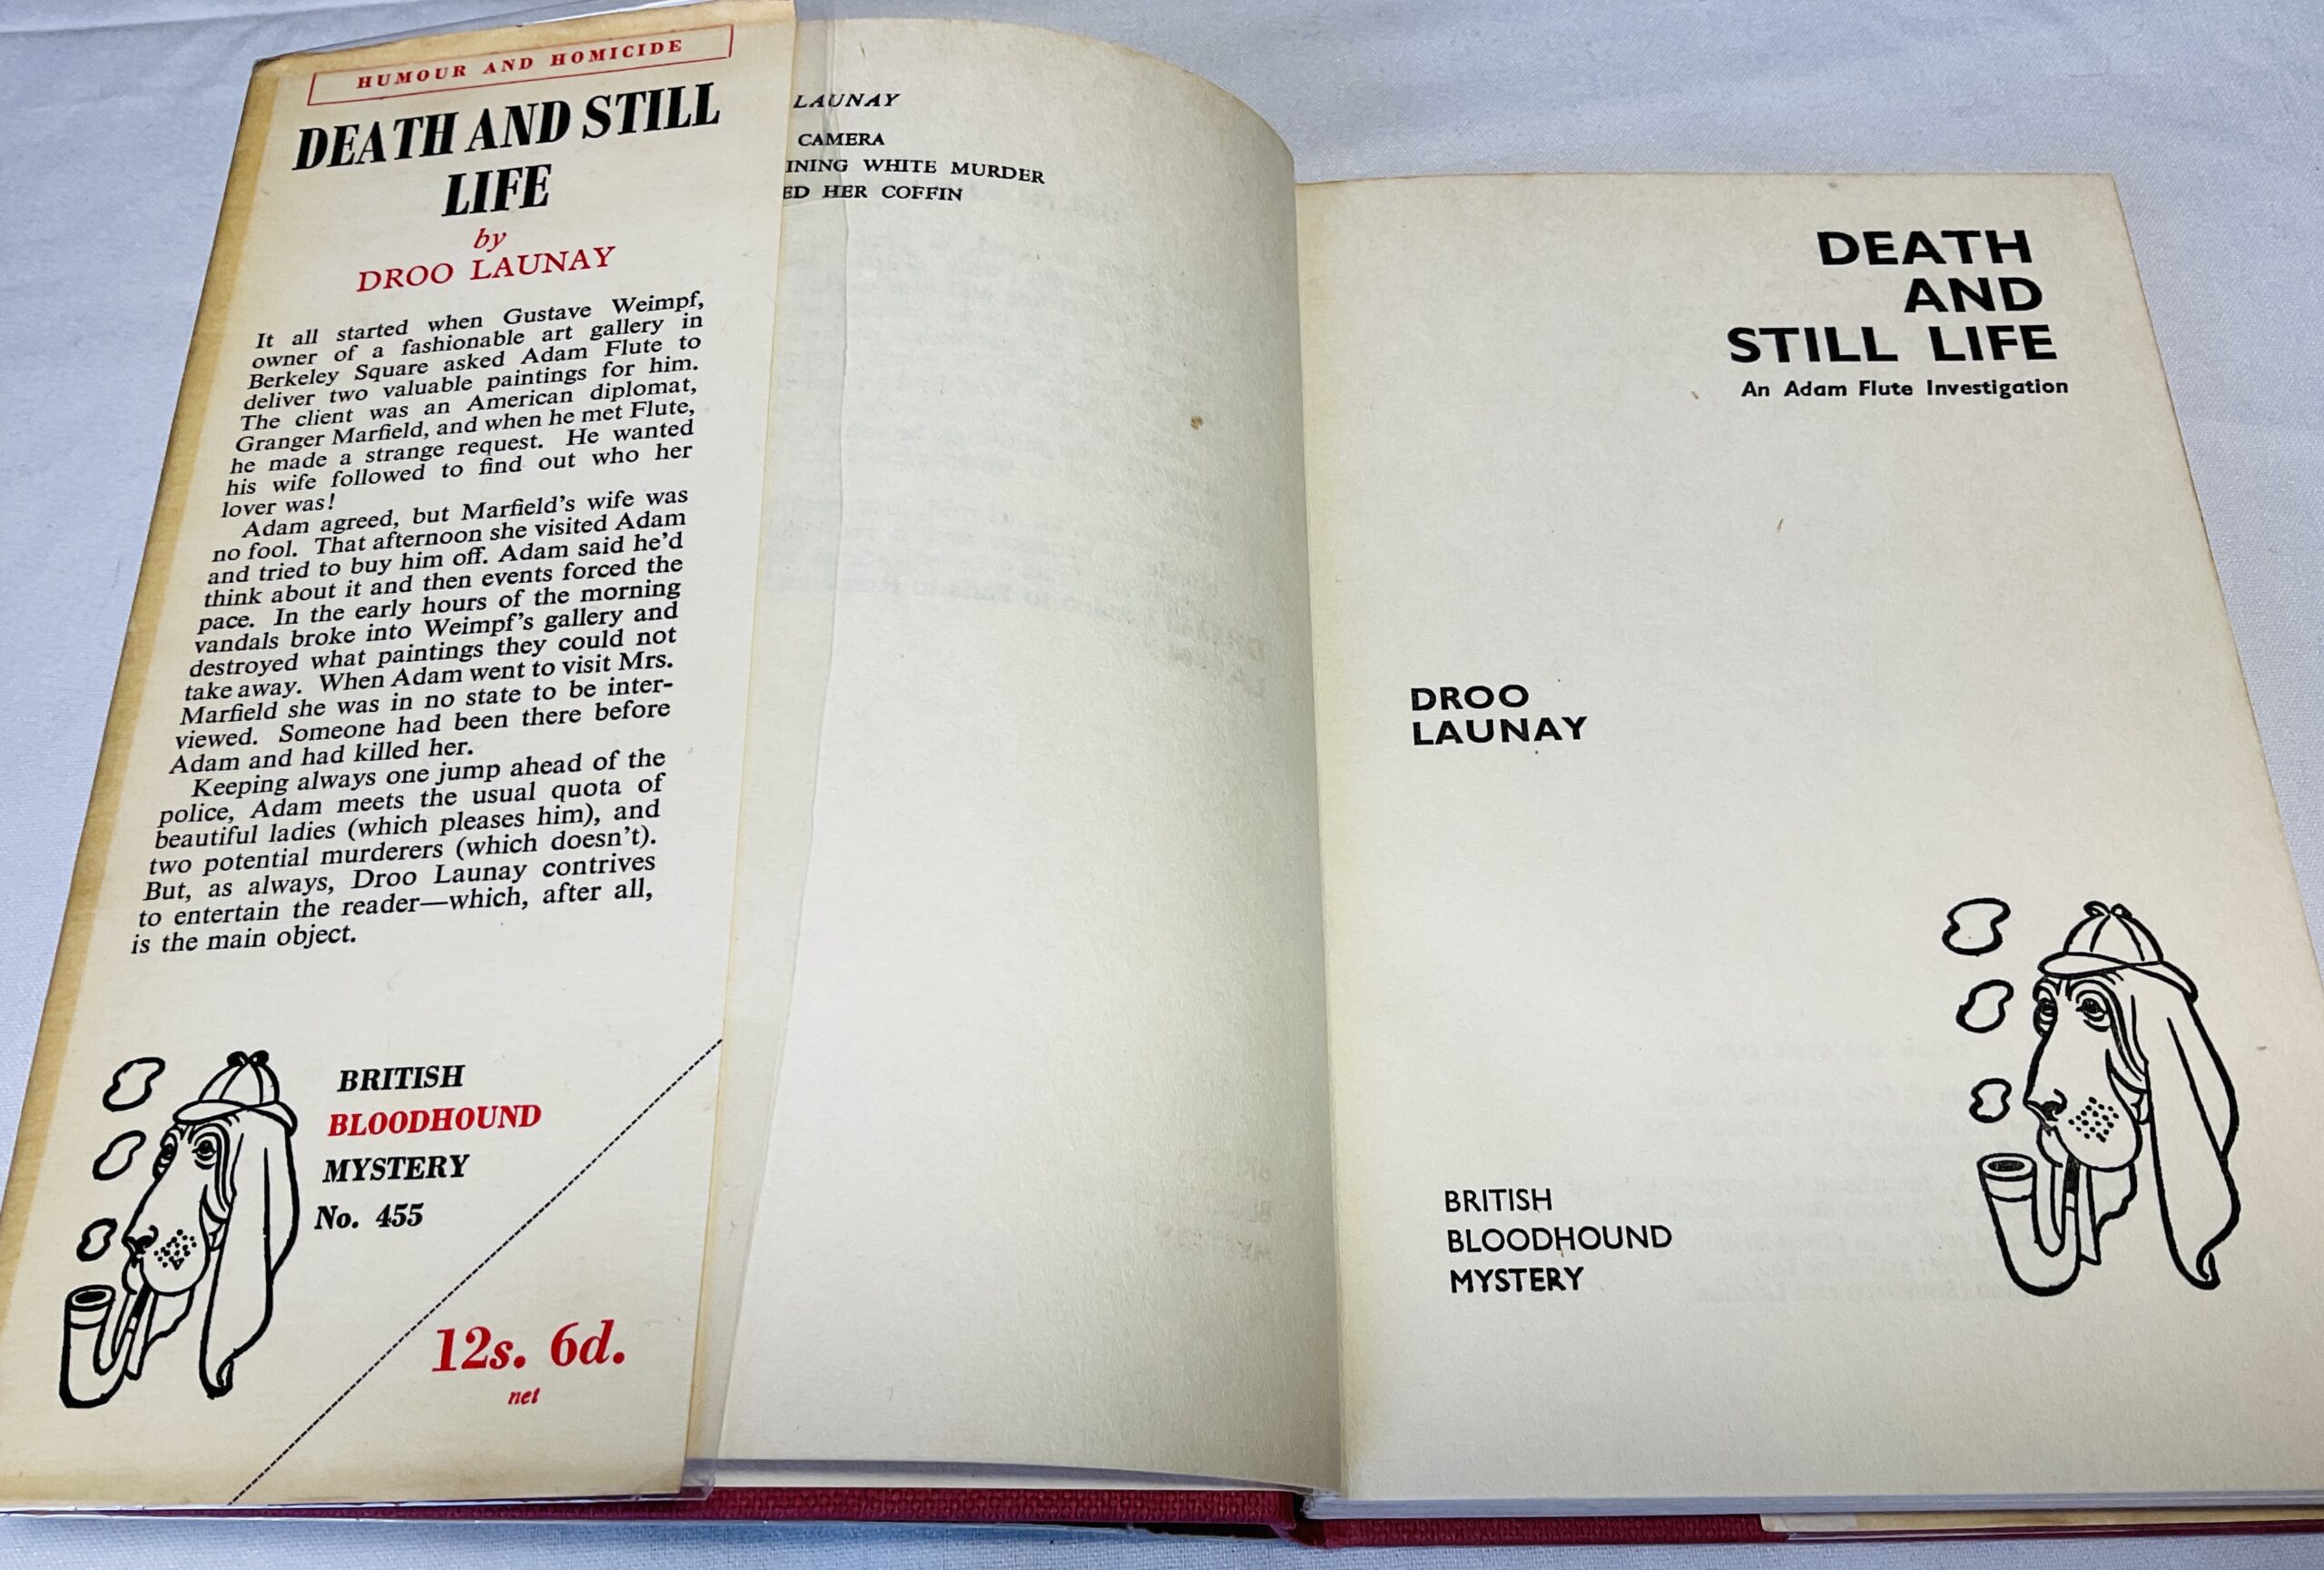 HUMOUR AND HOMICIDE
DEATH AND STILL
LIFE
by
DROO LAUNAY
It all started when Gustave Weimpf,
owner of a fashionable art gallery in
Berkeley Square asked Adam Flute to
deliver two valuable paintings for him.
The client was an American diplomat,
Granger Marfield, and when he met Flute,
he made a strange request. He wanted
his wife followed to find out who her
lover was!
Adam agreed, but Marfield's wife was
no fool. That afternoon she visited Adam
and tried to buy him off. Adam said he'd
think about it and then events forced the
pace. In the early hours of the morning
vandals broke into Weimpf's gallery and
destroyed what paintings they could not
take away. When Adam went to visit Mrs.
Marfield she was in no state to be inter-
viewed. Someone had been there before
Adam and had killed her.
Keeping always one jump ahead of the
police, Adam meets the usual quota of
beautiful ladies (which pleases him), and
two potential murderers (which doesn't).
But, as always, Droo Launay contrives
to entertain the reader—which, after all,
is the main object.
BRITISH
BLOODHOUND
MYSTERY
No. 455
12s. 6d.
net
LAUNAY
CAMERA
INING WHITE MURDER
ED HER COFFIN
DEATH
AND
STILL LIFE
An Adam Flute Investigation
DROO
LAUNAY
BRITISH
BLOODHOUND
MYSTERY